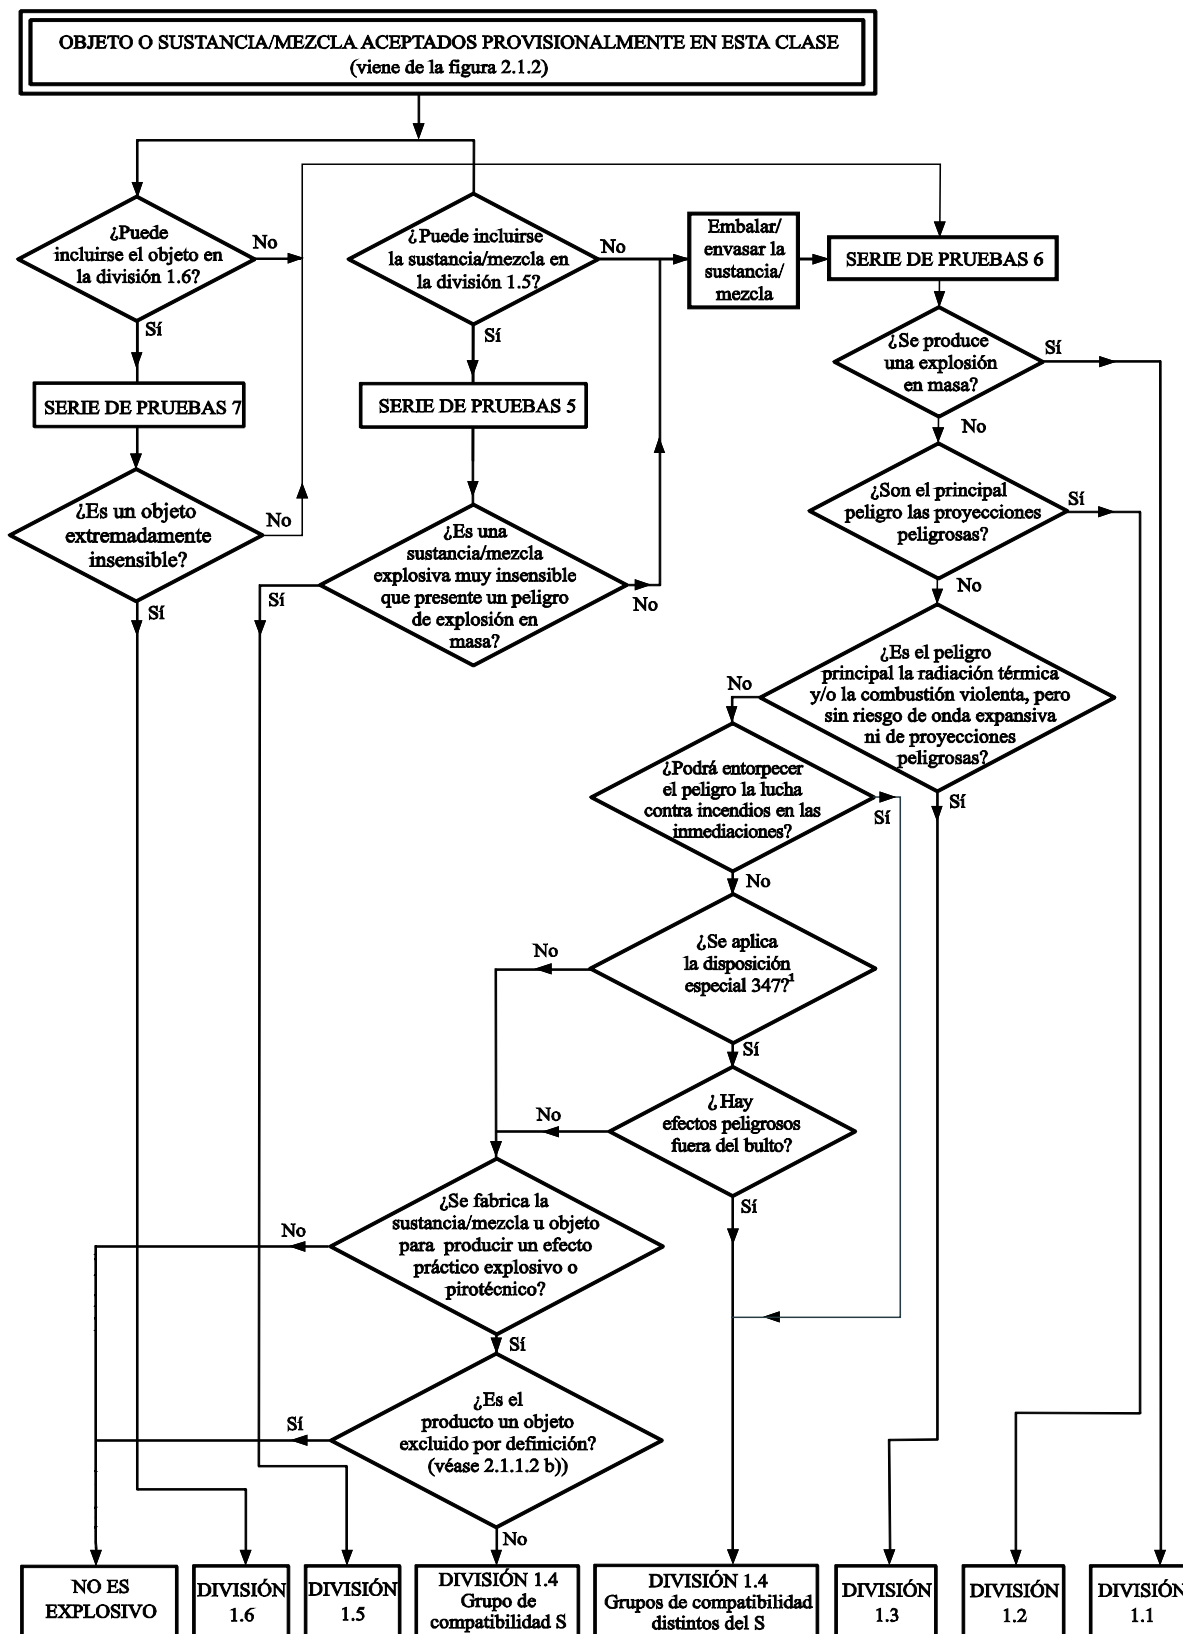 OBJETO O SUSTANCIA/MEZCLA ACEPTADOS PROVISIONALMENTE EN ESTA CLASE
(viene de la figura 2.1.2)
¿Puede
incluirse el objeto en
la división 1.6?
No
Sí
¿Puede incluirse
la sustancia/mezcla en
la división 1.5?
No
Sí
Embalar/
envasar la
sustancia/
mezcla
SERIE DE PRUEBAS 6
¿Se produce
una explosión
en masa?
Sí
No
SERIE DE PRUEBAS 7
SERIE DE PRUEBAS 5
¿Son el principal
peligro las proyecciones
peligrosas?
Sí
No
¿Es un objeto
extremadamente
insensible?
No
Sí
¿Es una
sustancia/mezcla
explosiva muy insensible
que presente un peligro
de explosión en
masa?
Sí
No
¿Es el peligro
principal la radiación térmica
y/o la combustión violenta, pero
sin riesgo de onda expansiva
ni de proyecciones
peligrosas?
No
Sí
¿Podrá entorpecer
el peligro la lucha
contra incendios en las
inmediaciones?
Sí
No
¿Se aplica
la disposición
especial 347?¹
No
Sí
¿Hay
efectos peligrosos
fuera del bulto?
No
Sí
¿Se fabrica la
sustancia/mezcla u objeto
para producir un efecto
práctico explosivo o
pirotécnico?
No
Sí
¿Es el
producto un objeto
excluido por definición?
(véase 2.1.1.2 b))
Sí
No
NO ES
EXPLOSIVO
DIVISIÓN
1.6
DIVISIÓN
1.5
DIVISIÓN 1.4
Grupo de
compatibilidad S
DIVISIÓN 1.4
Grupos de compatibilidad
distintos del S
DIVISIÓN
1.3
DIVISIÓN
1.2
DIVISIÓN
1.1